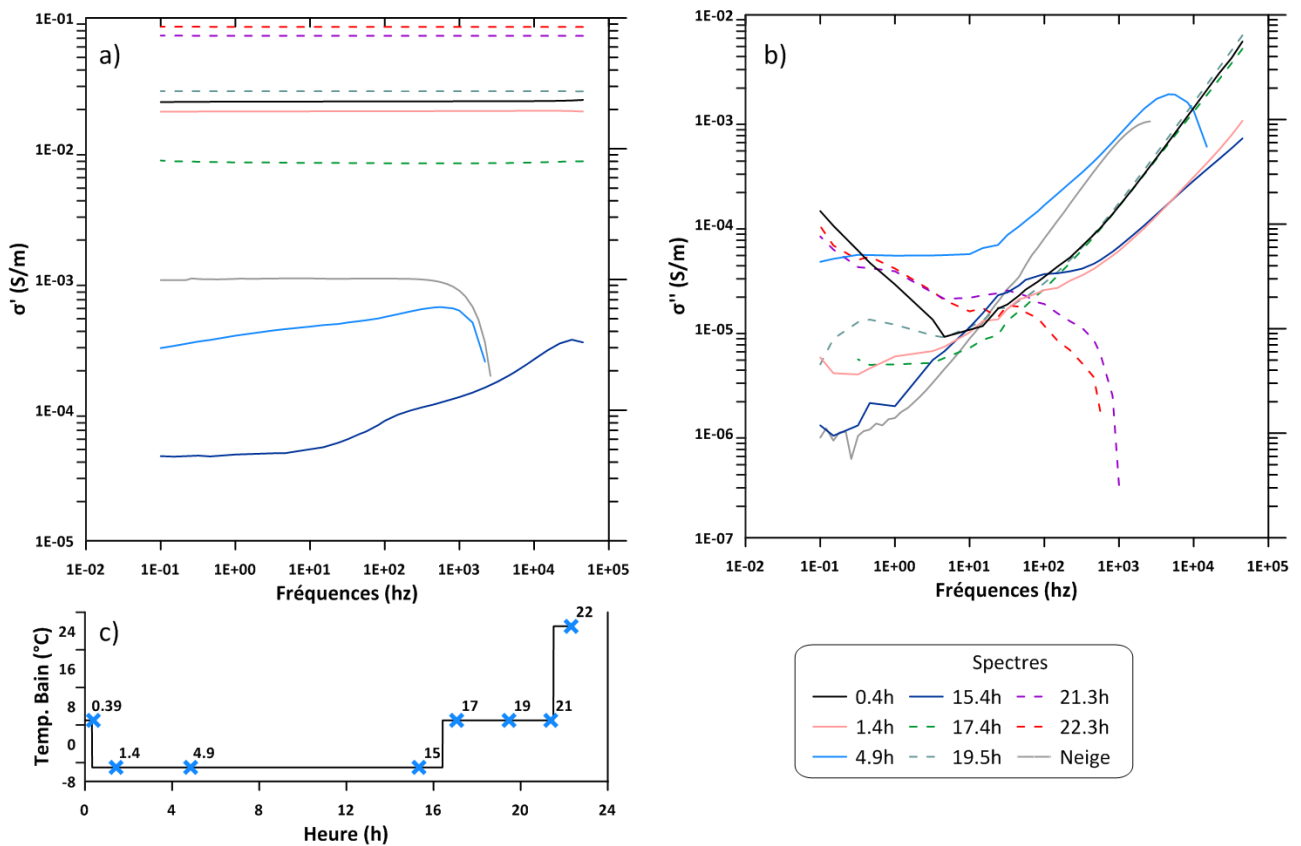 a)
1E-01
1E-02
1E-03
1E-04
1E-05
σ' (S/m)
1E-02 1E-01 1E+00 1E+01 1E+02 1E+03 1E+04 1E+05
Fréquences (hz)
b)
1E-02
1E-03
1E-04
1E-05
1E-06
1E-07
σ'' (S/m)
1E-02 1E-01 1E+00 1E+01 1E+02 1E+03 1E+04 1E+05
Fréquences (hz)
c)
24
16
8
0
-8
Temp. Bain (°C)
0.39
1.4
4.9
15
17
19
21
22
0 4 8 12 16 20 24
Heure (h)
Spectres
0.4h 15.4h 21.3h
1.4h 17.4h 22.3h
4.9h 19.5h Neige